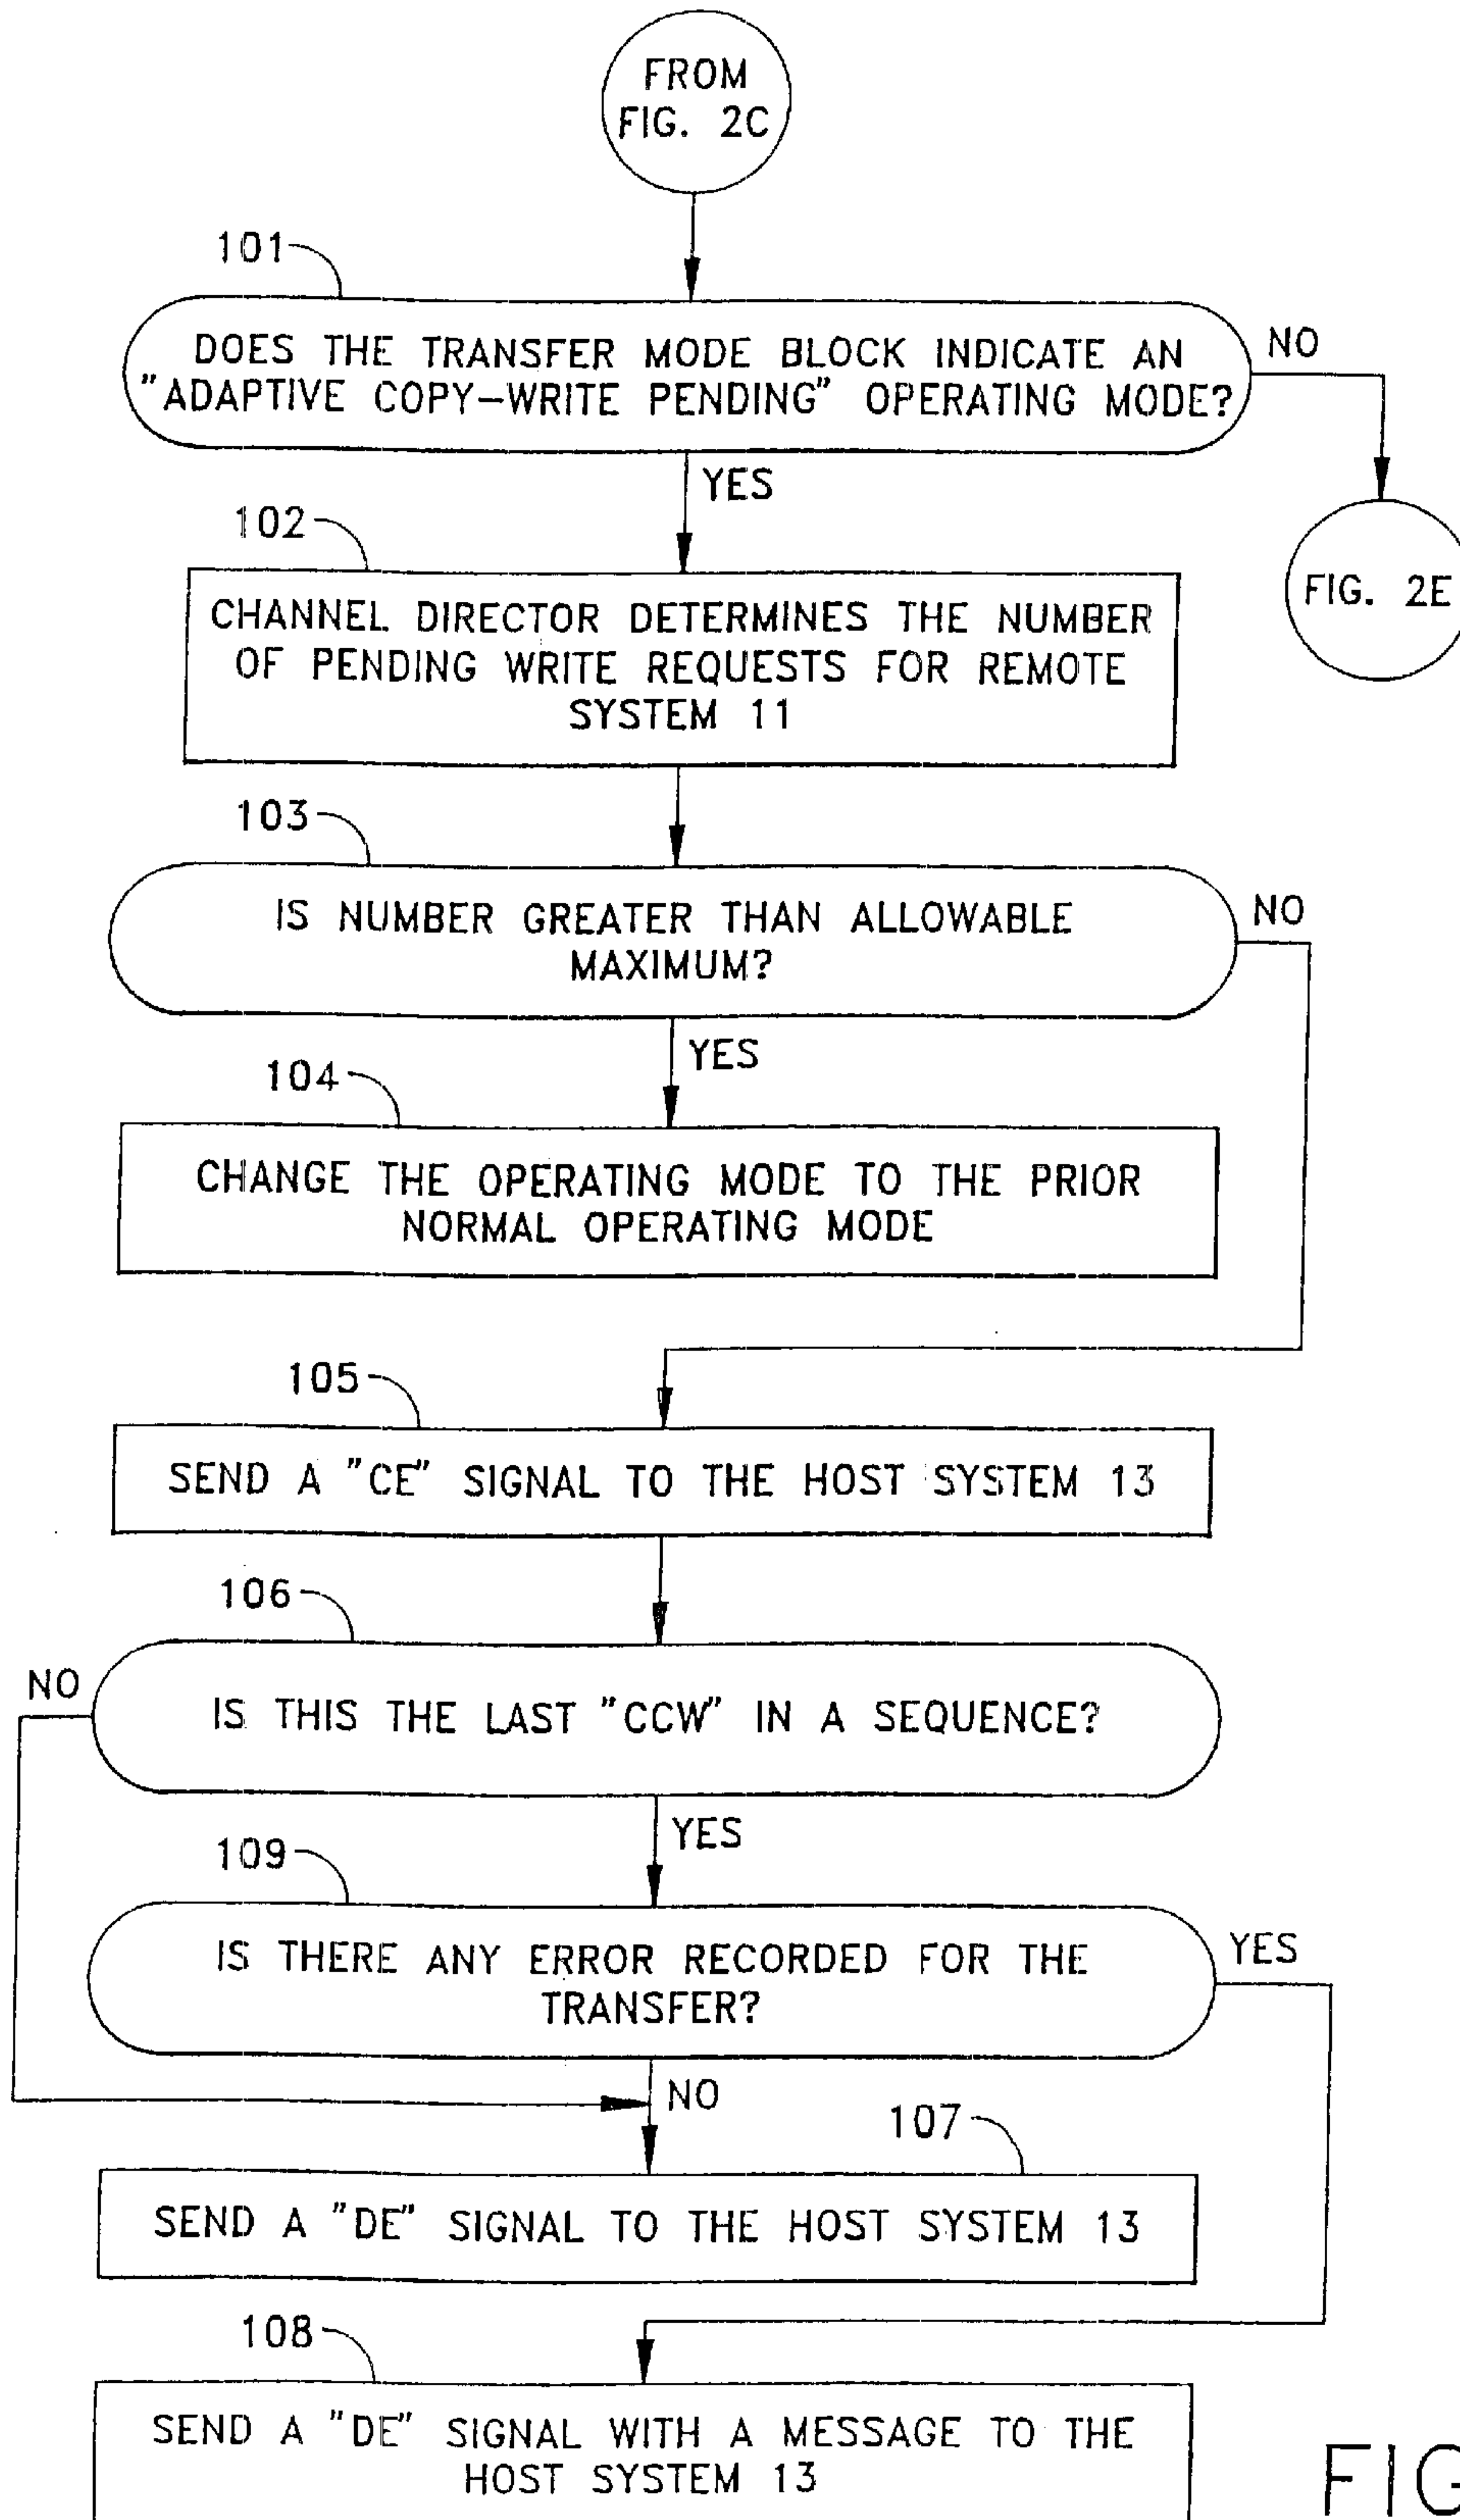 FROM
FIG. 2C
101
DOES THE TRANSFER MODE BLOCK INDICATE AN
"ADAPTIVE COPY-WRITE PENDING" OPERATING MODE?
NO
YES
FIG. 2E
102
CHANNEL DIRECTOR DETERMINES THE NUMBER
OF PENDING WRITE REQUESTS FOR REMOTE
SYSTEM 11
103
IS NUMBER GREATER THAN ALLOWABLE
MAXIMUM?
NO
YES
104
CHANGE THE OPERATING MODE TO THE PRIOR
NORMAL OPERATING MODE
105
SEND A "CE" SIGNAL TO THE HOST SYSTEM 13
106
NO
IS THIS THE LAST "CCW" IN A SEQUENCE?
YES
109
IS THERE ANY ERROR RECORDED FOR THE
TRANSFER?
YES
NO
107
SEND A "DE" SIGNAL TO THE HOST SYSTEM 13
108
SEND A "DE" SIGNAL WITH A MESSAGE TO THE
HOST SYSTEM 13
FIG